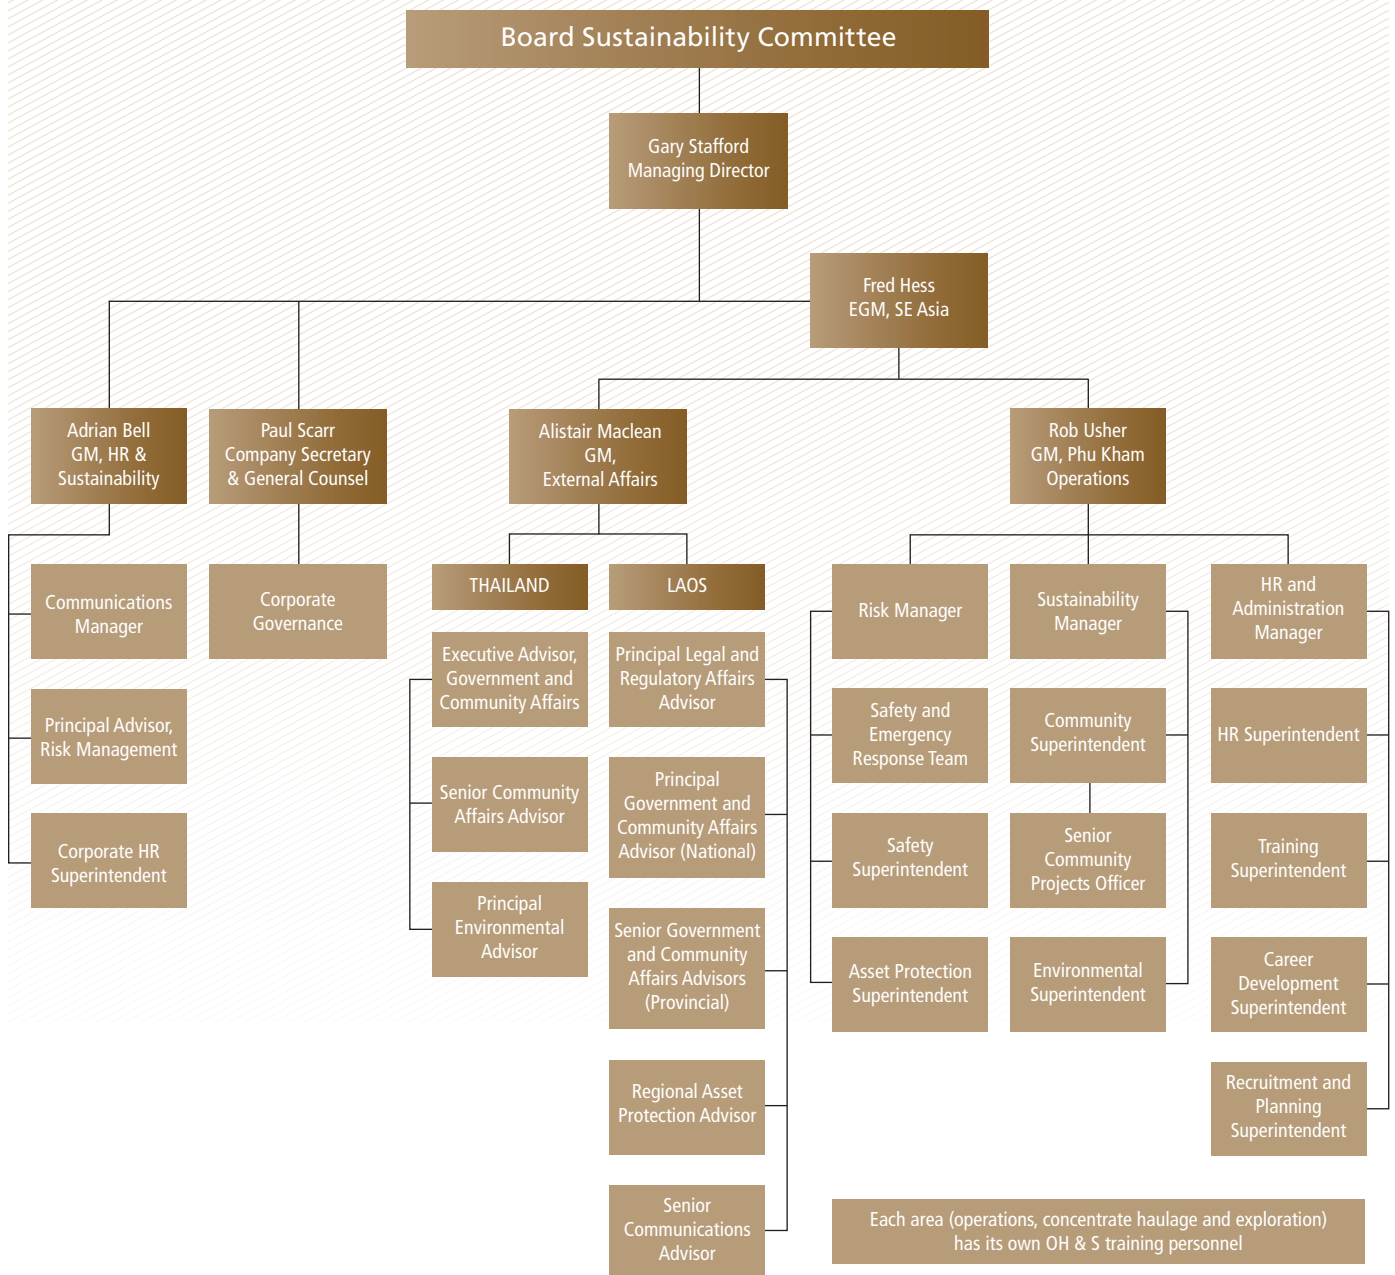 Board Sustainability Committee
Gary Stafford
Managing Director
Fred Hess
EGM, SE Asia
Adrian Bell
GM, HR &
Sustainability
Paul Scarr
Company Secretary
& General Counsel
Alistair Maclean
GM,
External Affairs
Rob Usher
GM, Phu Kham
Operations
Communications
Manager
Principal Advisor,
Risk Management
Corporate HR
Superintendent
Corporate
Governance
THAILAND
Executive Advisor,
Government and
Community Affairs
Senior Community
Affairs Advisor
Principal
Environmental
Advisor
LAOS
Principal Legal and
Regulatory Affairs
Advisor
Principal
Government and
Community Affairs
Advisor (National)
Senior Government
and Community
Affairs Advisors
(Provincial)
Regional Asset
Protection Advisor
Senior
Communications
Advisor
Risk Manager
Safety and
Emergency
Response Team
Safety
Superintendent
Asset Protection
Superintendent
Sustainability
Manager
Community
Superintendent
Senior
Community
Projects Officer
Environmental
Superintendent
HR and
Administration
Manager
HR Superintendent
Training
Superintendent
Career
Development
Superintendent
Recruitment and
Planning
Superintendent
Each area (operations, concentrate haulage and exploration)
has its own OH & S training personnel